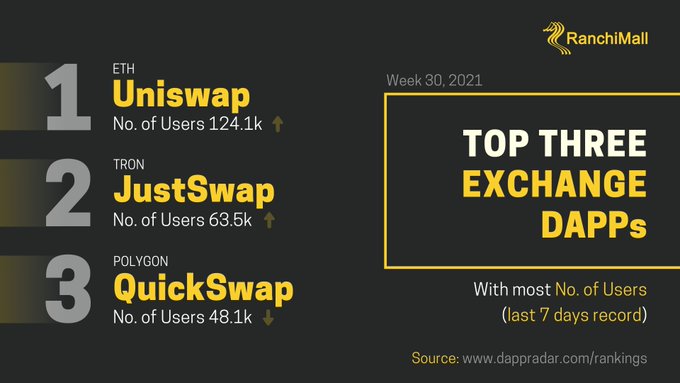 RanchiMall
Week 30, 2021
TOP THREE
EXCHANGE
DAPPs
With most No. of Users
(last 7 days record)
1
ETH
Uniswap
No. of Users 124.1k
2
TRON
JustSwap
No. of Users 63.5k
3
POLYGON
QuickSwap
No. of Users 48.1k
Source: www.dappradar.com/rankings